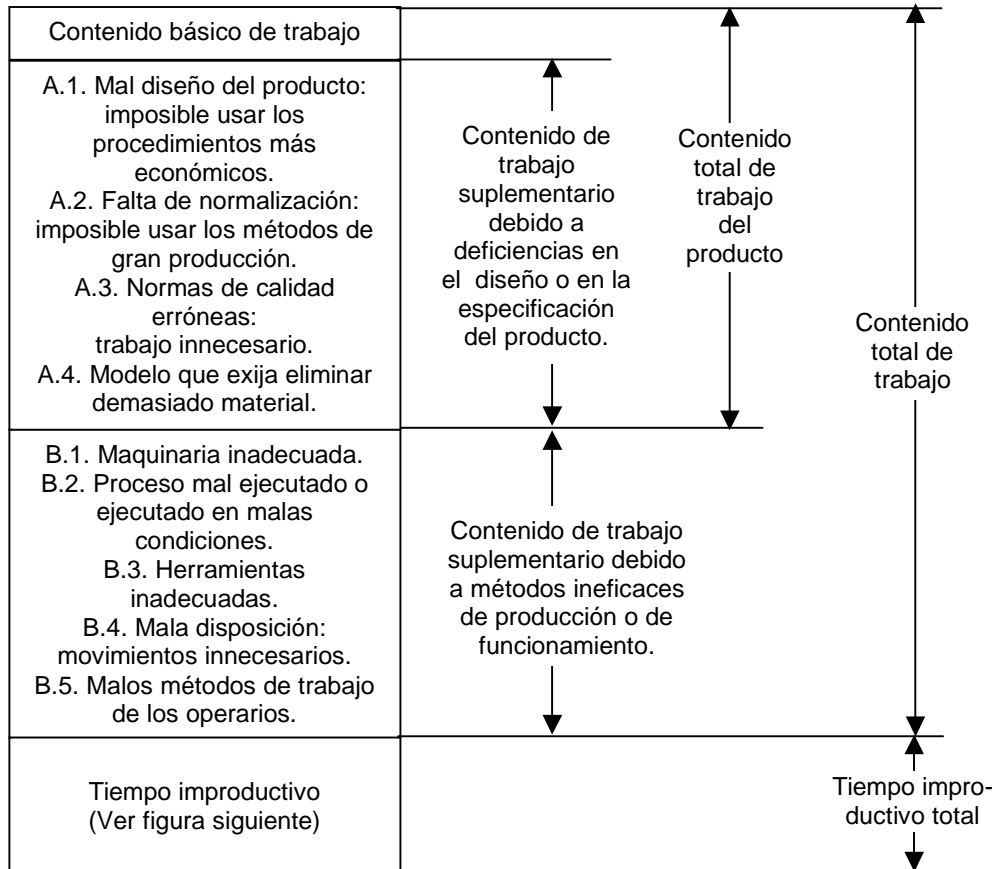 Contenido básico de trabajo
A.1. Mal diseño del producto:
imposible usar los
procedimientos más
económicos.
A.2. Falta de normalización:
imposible usar los métodos de
gran producción.
A.3. Normas de calidad
erróneas:
trabajo innecesario.
A.4. Modelo que exija eliminar
demasiado material.
B.1. Maquinaria inadecuada.
B.2. Proceso mal ejecutado o
ejecutado en malas
condiciones.
B.3. Herramientas
inadecuadas.
B.4. Mala disposición:
movimientos innecesarios.
B.5. Malos métodos de trabajo
de los operarios.
Tiempo improductivo
(Ver figura siguiente)
Contenido de
trabajo
suplementario
debido a
deficiencias en
el diseño o en la
especificación
del producto.
Contenido de trabajo
suplementario debido
a métodos ineficaces
de producción o de
funcionamiento.
Contenido
total de
trabajo
del
producto
Contenido
total de
trabajo
Tiempo impro-
ductivo total